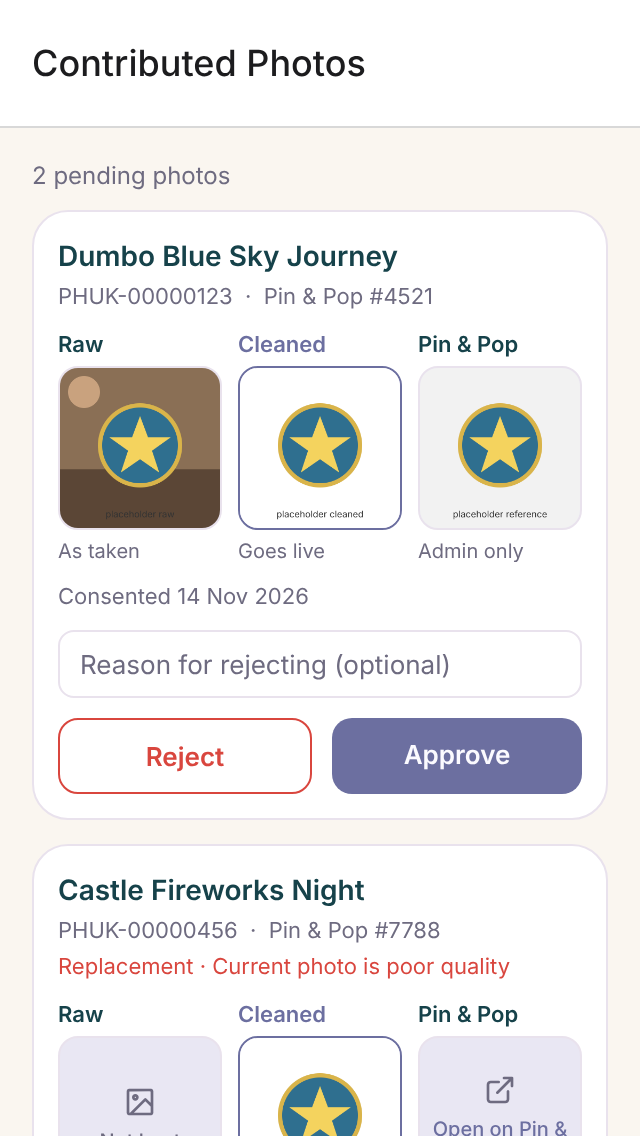 Contributed Photos
2 pending photos
Dumbo Blue Sky Journey
PHUK-00000123 · Pin & Pop #4521
Raw Cleaned Pin & Pop
placeholder raw placeholder cleaned placeholder reference
As taken Goes live Admin only
Consented 14 Nov 2026
Reason for rejecting (optional)
Reject Approve
Castle Fireworks Night
PHUK-00000456 · Pin & Pop #7788
Replacement · Current photo is poor quality
Raw Cleaned Pin & Pop
Open on Pin &